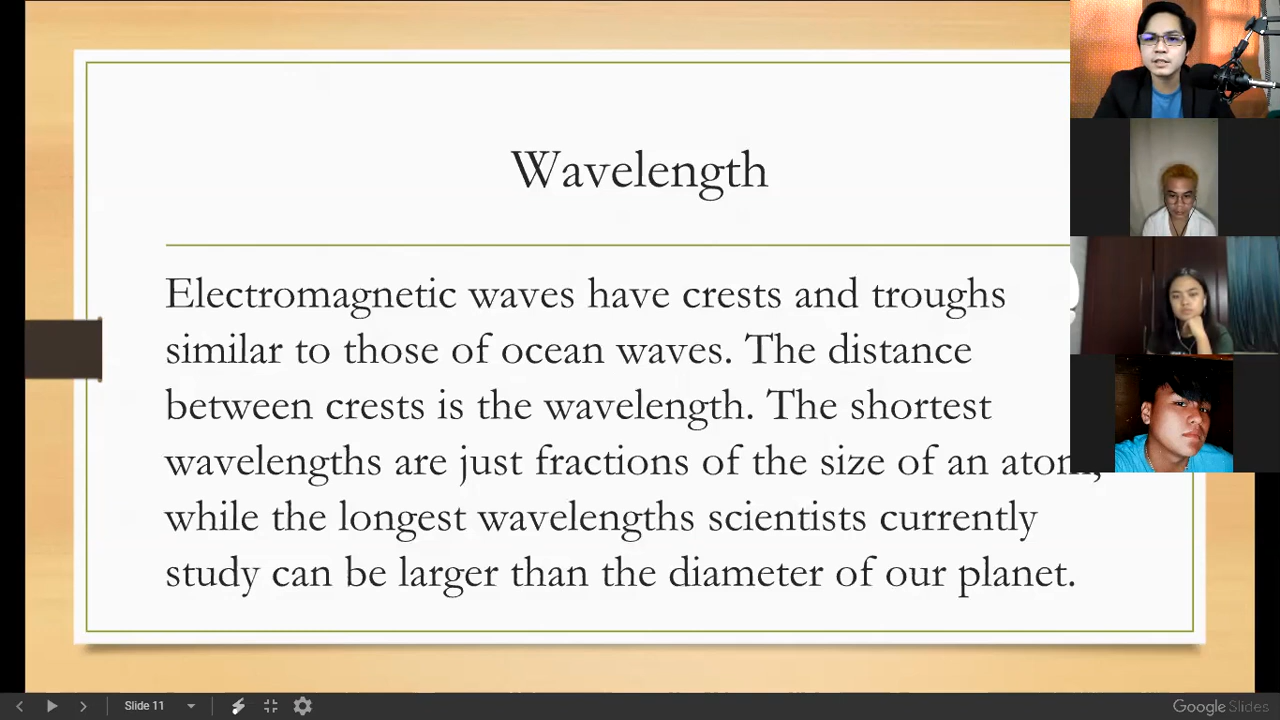 Wavelength
Electromagnetic waves have crests and troughs
similar to those of ocean waves. The distance
between crests is the wavelength. The shortest
wavelengths are just fractions of the size of an atom,
while the longest wavelengths scientists currently
study can be larger than the diameter of our planet.
Slide 11
Google Slides